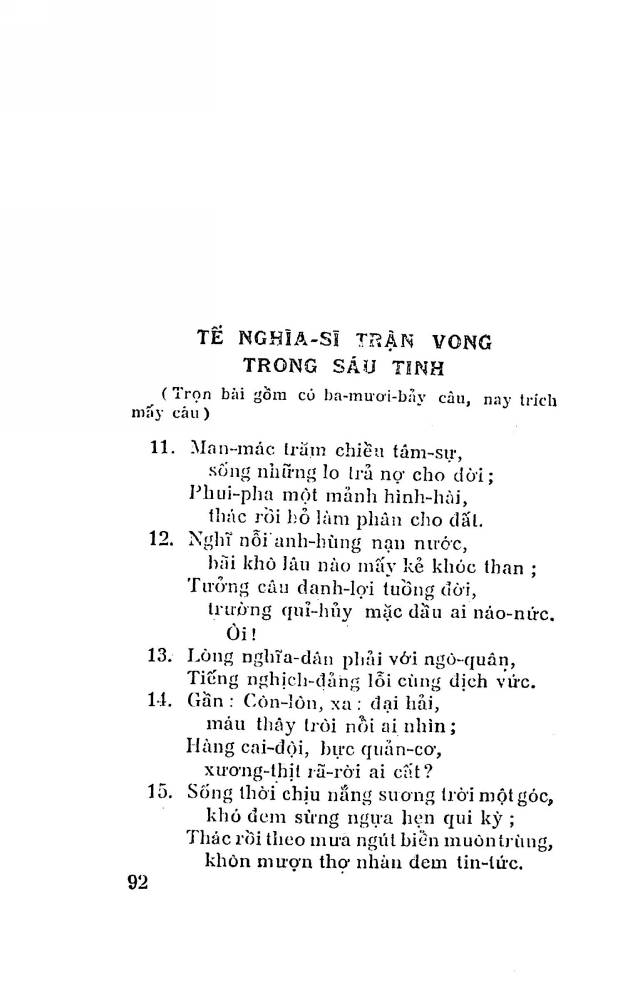 TẾ NGHĨA-SĨ TRẬN VONG
TRONG SÁU TỈNH
(Trọn bài gồm có ba-mươi-bảy câu, nay trích
mấy câu)
11. Man-mác trăm chiều tâm-sự,
sống những lo trả nợ cho đời;
Phui-pha một mảnh hình-hài,
thác rồi bỏ làm phân cho đất.
12. Nghĩ nỗi anh-hùng nạn nước,
bãi khô lâu nào mấy kẻ khóc than;
Tưởng câu danh-lợi tuồng đời,
trường quỉ-hủy mặc dầu ai náo-nức.
Ôi!
13. Lòng nghĩa-dân phải với ngò-quân,
Tiếng nghịch-đảng lỗi cùng dịch vức.
14. Gần: Côn-lôn, xa: đại hải,
máu thây trôi nổi ai nhìn;
Hàng cai-đội, bực quản-cơ,
xương-thịt rã-rời ai cất?
15. Sống thời chịu nắng sương trời một góc,
khó đem sừng ngựa hẹn qui kỳ;
Thác rồi theo mưa ngút biển muôn trùng,
khôn mượn thơ nhàn đem tin-tức.
92